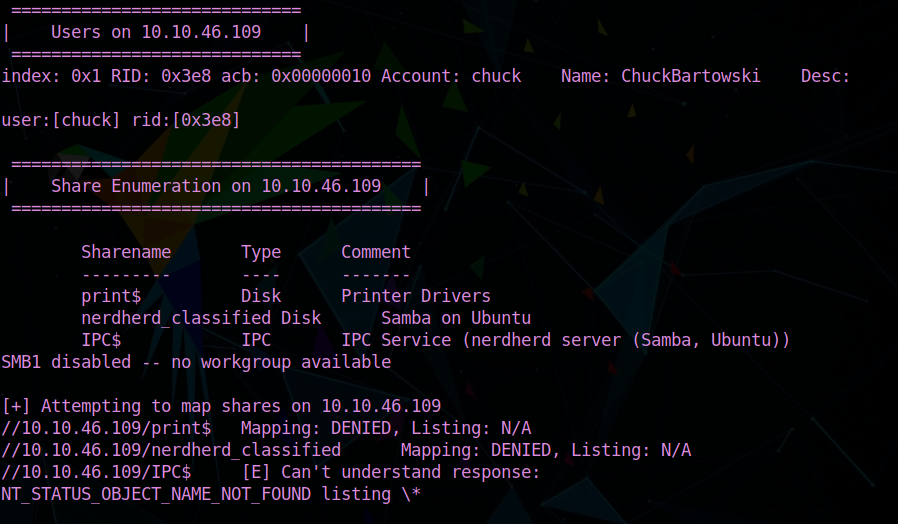 =============================
|    Users on 10.10.46.109    |
 =============================
index: 0x1 RID: 0x3e8 acb: 0x00000010 Account: chuck    Name: ChuckBartowski    Desc:
user:[chuck] rid:[0x3e8]
 =========================================
|    Share Enumeration on 10.10.46.109    |
 =========================================
        Sharename       Type      Comment
        ---------       ----      -------
        print$          Disk      Printer Drivers
        nerdherd_classified Disk      Samba on Ubuntu
        IPC$            IPC       IPC Service (nerdherd server (Samba, Ubuntu))
SMB1 disabled -- no workgroup available
[+] Attempting to map shares on 10.10.46.109
//10.10.46.109/print$   Mapping: DENIED, Listing: N/A
//10.10.46.109/nerdherd_classified      Mapping: DENIED, Listing: N/A
//10.10.46.109/IPC$     [E] Can't understand response:
NT_STATUS_OBJECT_NAME_NOT_FOUND listing \*